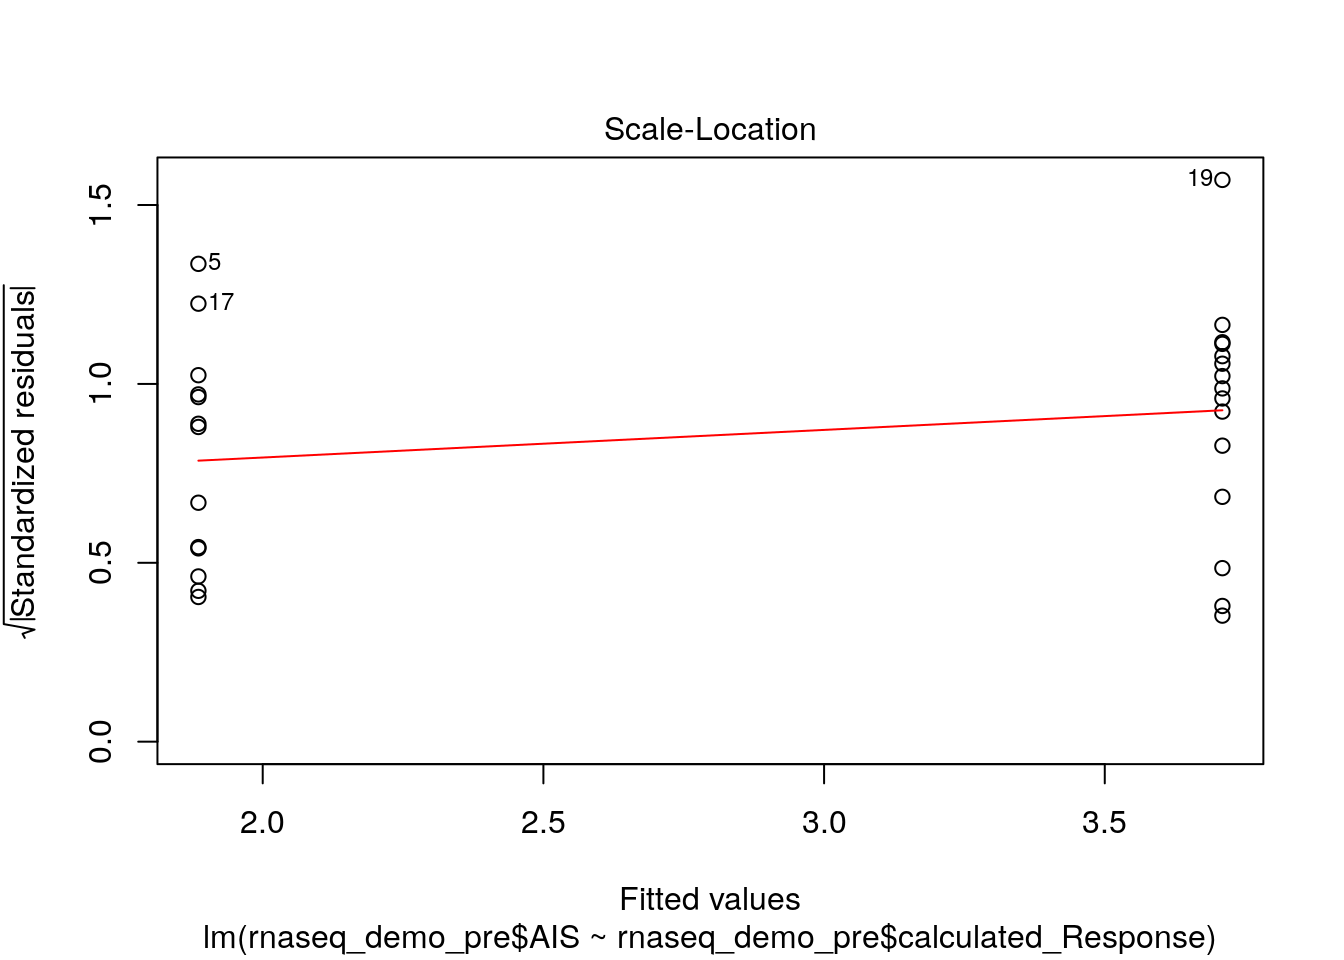 Scale-Location
√|Standardized residuals|
1.5
1.0
0.5
0.0
19
5
17
2.0 2.5 3.0 3.5
Fitted values
lm(rnaseq_demo_pre$AIS ~ rnaseq_demo_pre$calculated_Response)